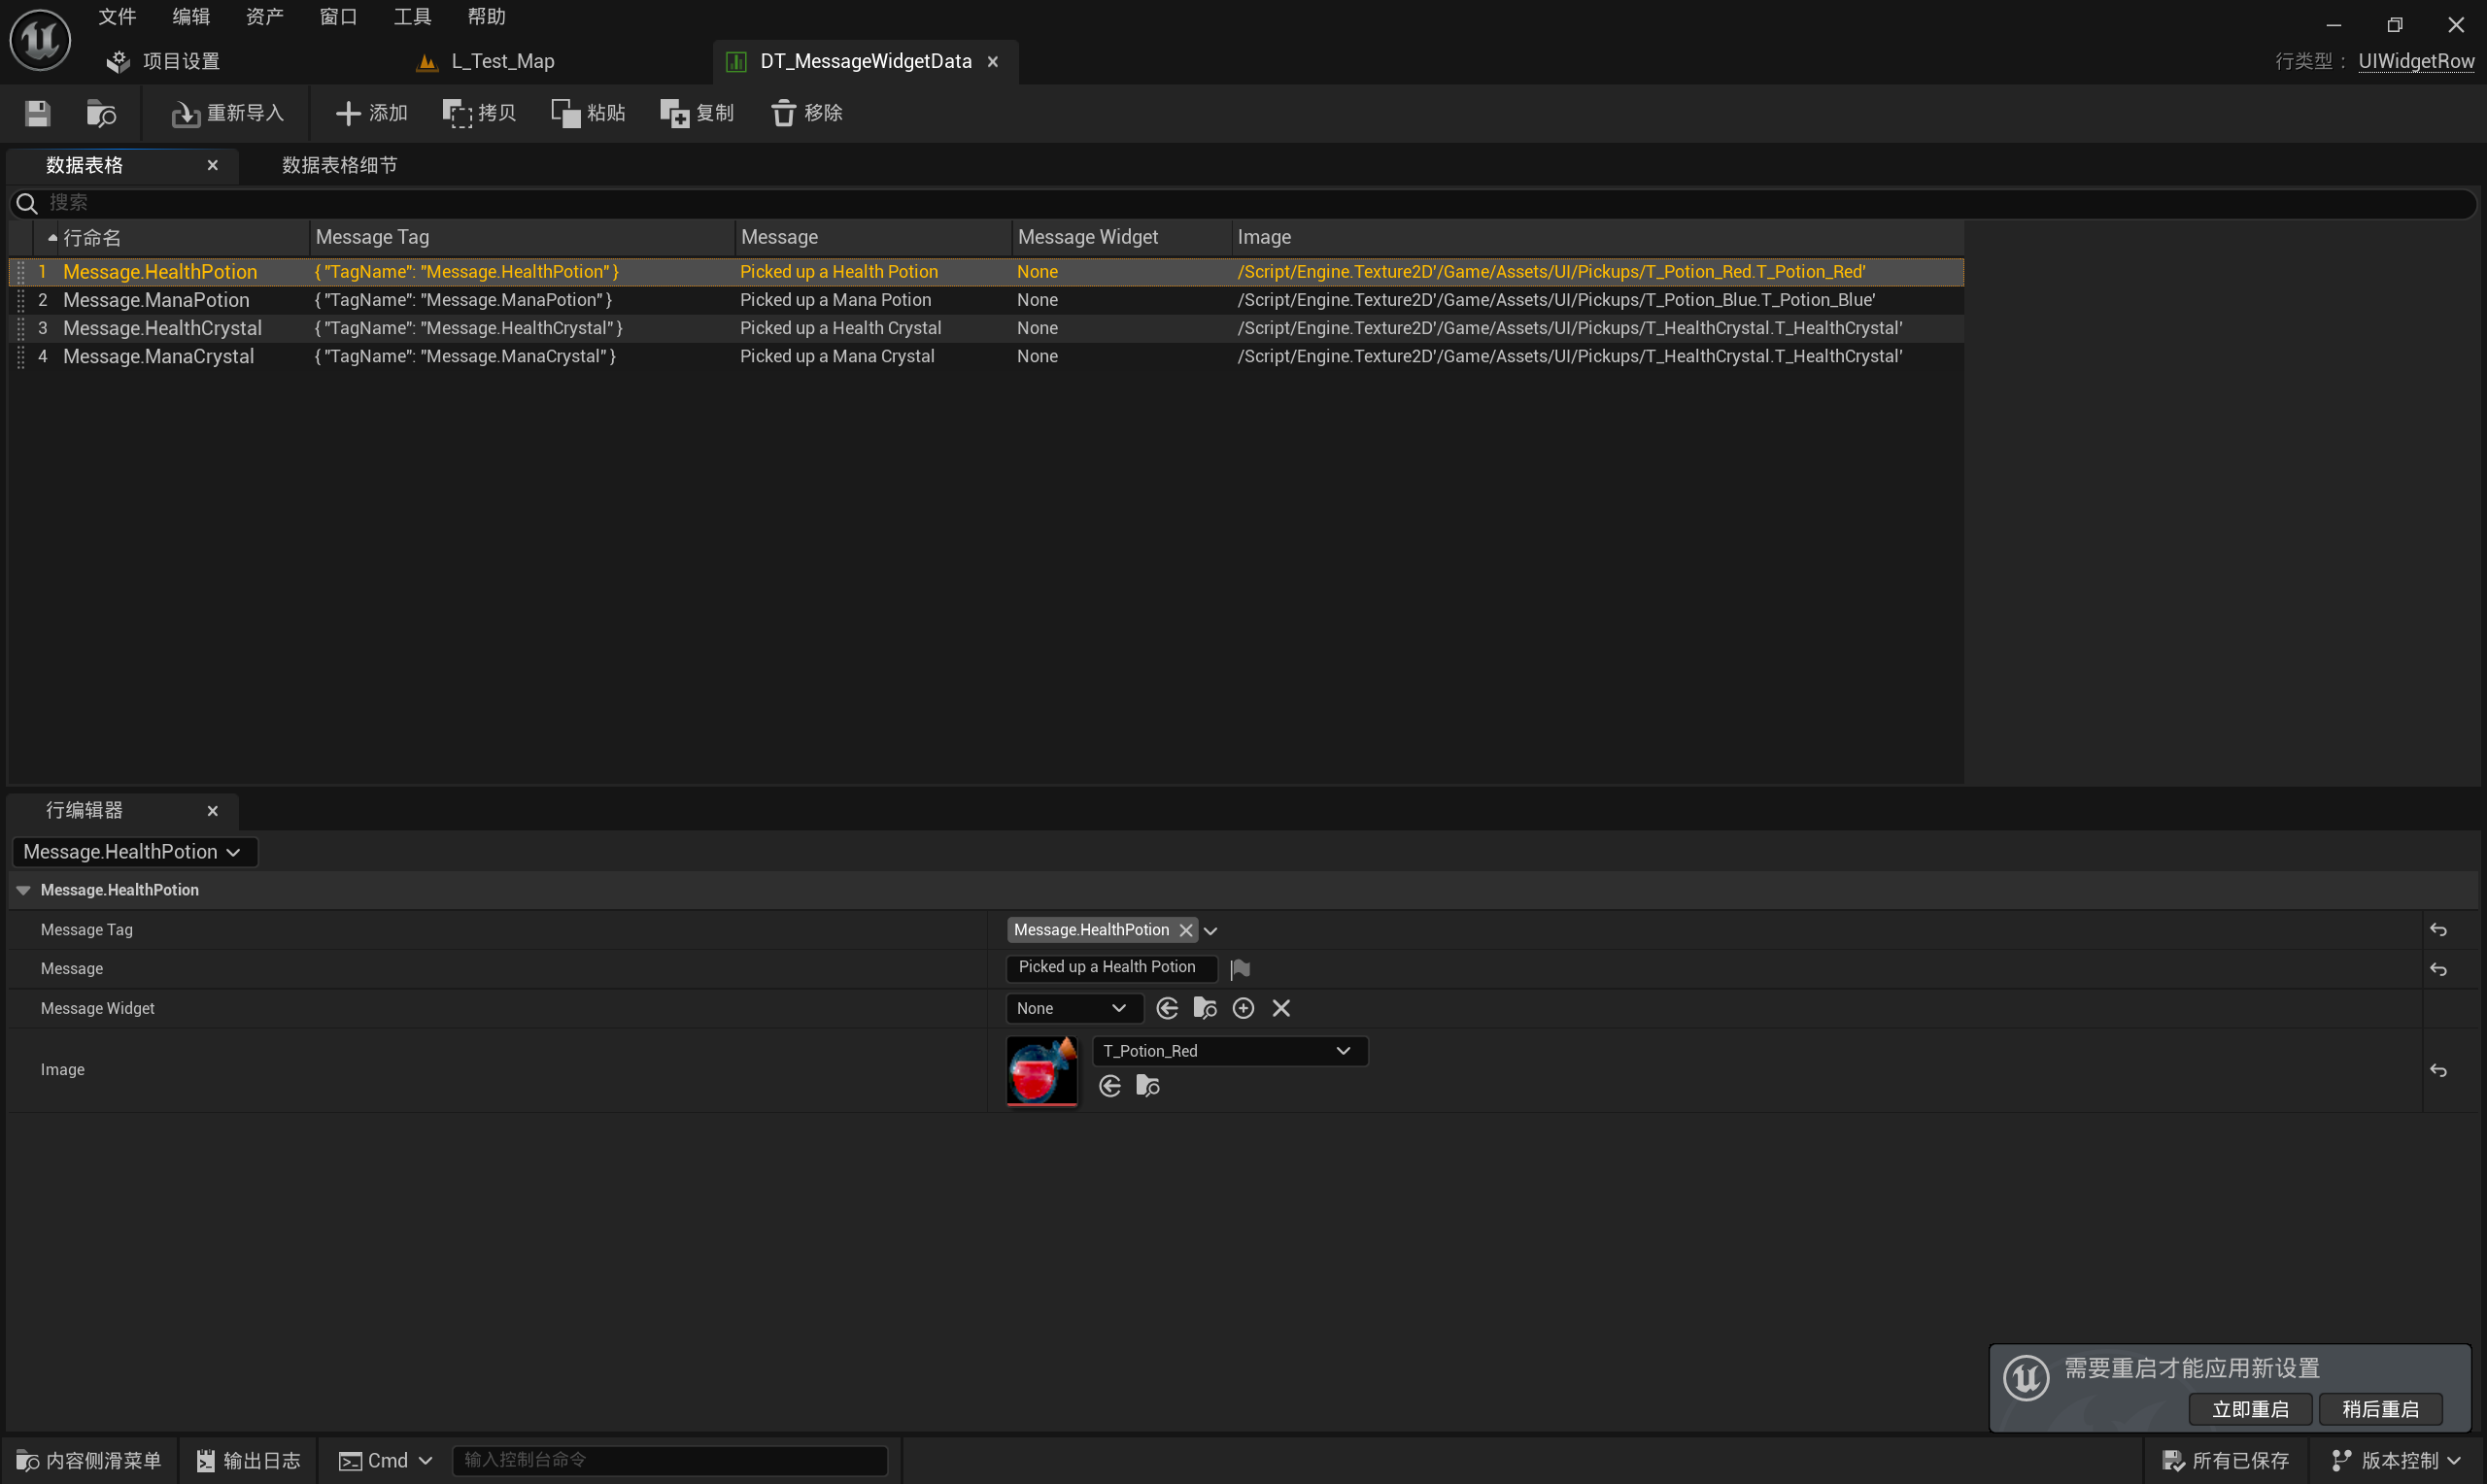 文件 编辑 资产 窗口 工具 帮助
项目设置 L_Test_Map DT_MessageWidgetData 行类型： UIWidgetRow
重新导入 添加 拷贝 粘贴 复制 移除
数据表格 数据表格细节
搜索
行命名 Message Tag Message Message Widget Image
1 Message.HealthPotion { "TagName": "Message.HealthPotion" } Picked up a Health Potion None /Script/Engine.Texture2D'/Game/Assets/UI/Pickups/T_Potion_Red.T_Potion_Red'
2 Message.ManaPotion { "TagName": "Message.ManaPotion" } Picked up a Mana Potion None /Script/Engine.Texture2D'/Game/Assets/UI/Pickups/T_Potion_Blue.T_Potion_Blue'
3 Message.HealthCrystal { "TagName": "Message.HealthCrystal" } Picked up a Health Crystal None /Script/Engine.Texture2D'/Game/Assets/UI/Pickups/T_HealthCrystal.T_HealthCrystal'
4 Message.ManaCrystal { "TagName": "Message.ManaCrystal" } Picked up a Mana Crystal None /Script/Engine.Texture2D'/Game/Assets/UI/Pickups/T_HealthCrystal.T_HealthCrystal'
行编辑器
Message.HealthPotion
Message.HealthPotion
Message Tag Message.HealthPotion
Message Picked up a Health Potion
Message Widget None
Image T_Potion_Red
需要重启才能应用新设置
立即重启 稍后重启
内容侧滑菜单 输出日志 Cmd 输入控制台命令 所有已保存 版本控制